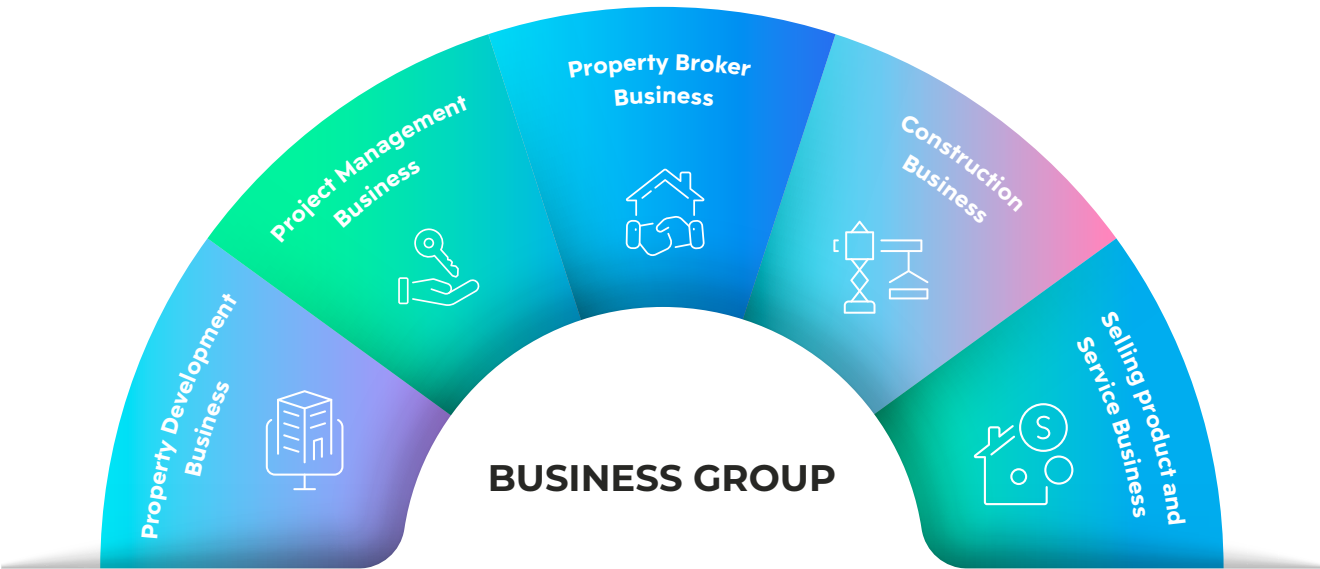 Property Development
Business
Project Management
Business
Property Broker
Business
Construction
Business
Selling product and
Service Business
BUSINESS GROUP